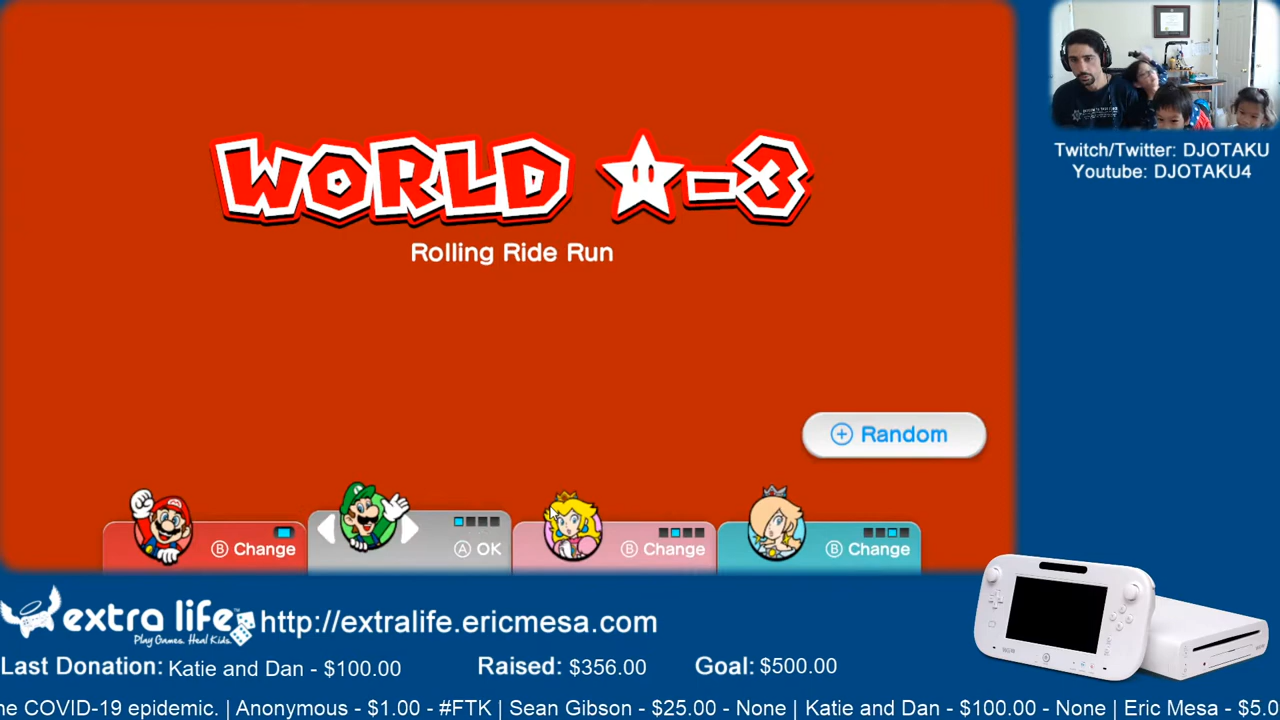 WORLD ★-3
Rolling Ride Run
Twitch/Twitter: DJOTAKU
Youtube: DJOTAKU4
+ Random
B Change
A OK
B Change
B Change
extra life
Play Games. Heal Kids.
http://extralife.ericmesa.com
Last Donation: Katie and Dan - $100.00
Raised: $356.00
Goal: $500.00
ne COVID-19 epidemic. | Anonymous - $1.00 - #FTK | Sean Gibson - $25.00 - None | Katie and Dan - $100.00 - None | Eric Mesa - $5.0